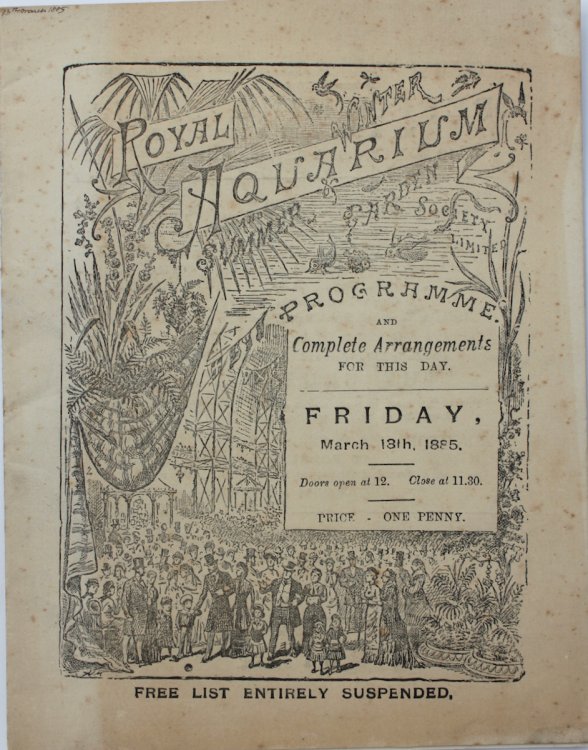 ROYAL
AQUARIUM
WINTER
&
SUMMER GARDEN SOCIETY
LIMITED
PROGRAMME.
AND
Complete Arrangements
FOR THIS DAY.
FRIDAY,
March 13th, 1885.
Doors open at 12. Close at 11.30.
PRICE - ONE PENNY.
FREE LIST ENTIRELY SUSPENDED.